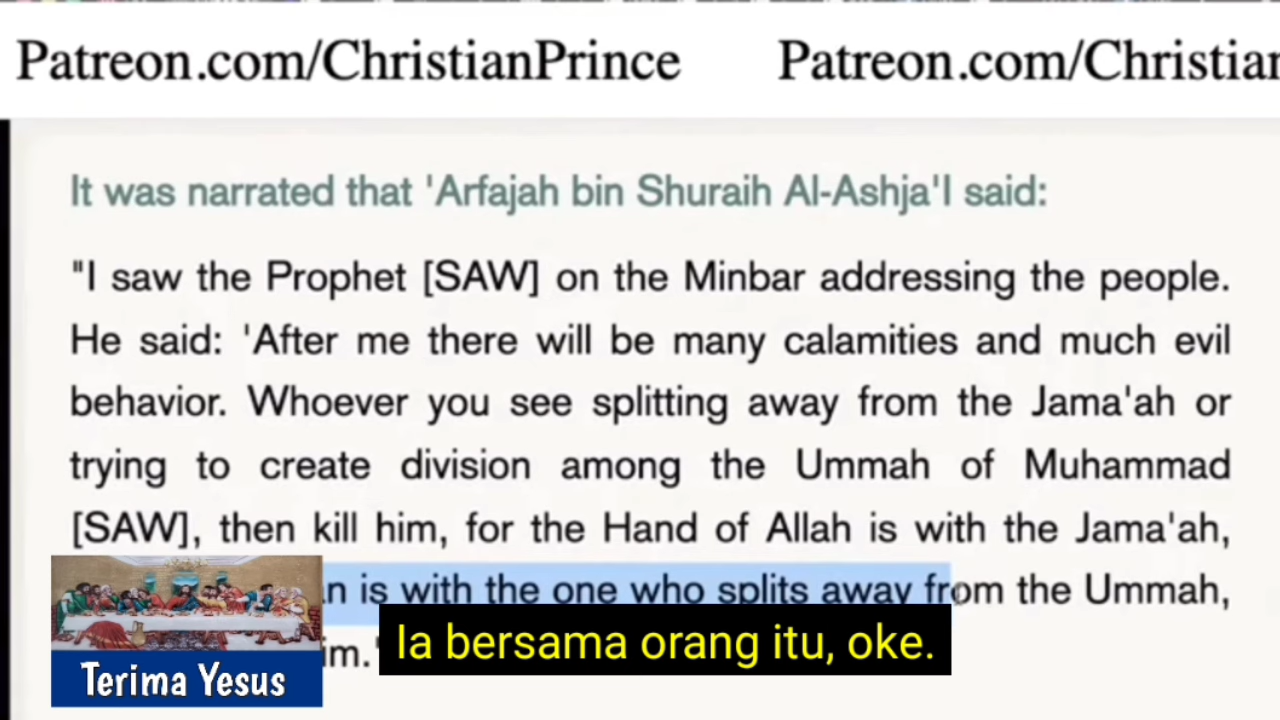 Patreon.com/ChristianPrince Patreon.com/Christian
It was narrated that 'Arfajah bin Shuraih Al-Ashja'I said:
"I saw the Prophet [SAW] on the Minbar addressing the people.
He said: 'After me there will be many calamities and much evil
behavior. Whoever you see splitting away from the Jama'ah or
trying to create division among the Ummah of Muhammad
[SAW], then kill him, for the Hand of Allah is with the Jama'ah,
is with the one who splits away from the Ummah,
Ia bersama orang itu, oke.
Terima Yesus